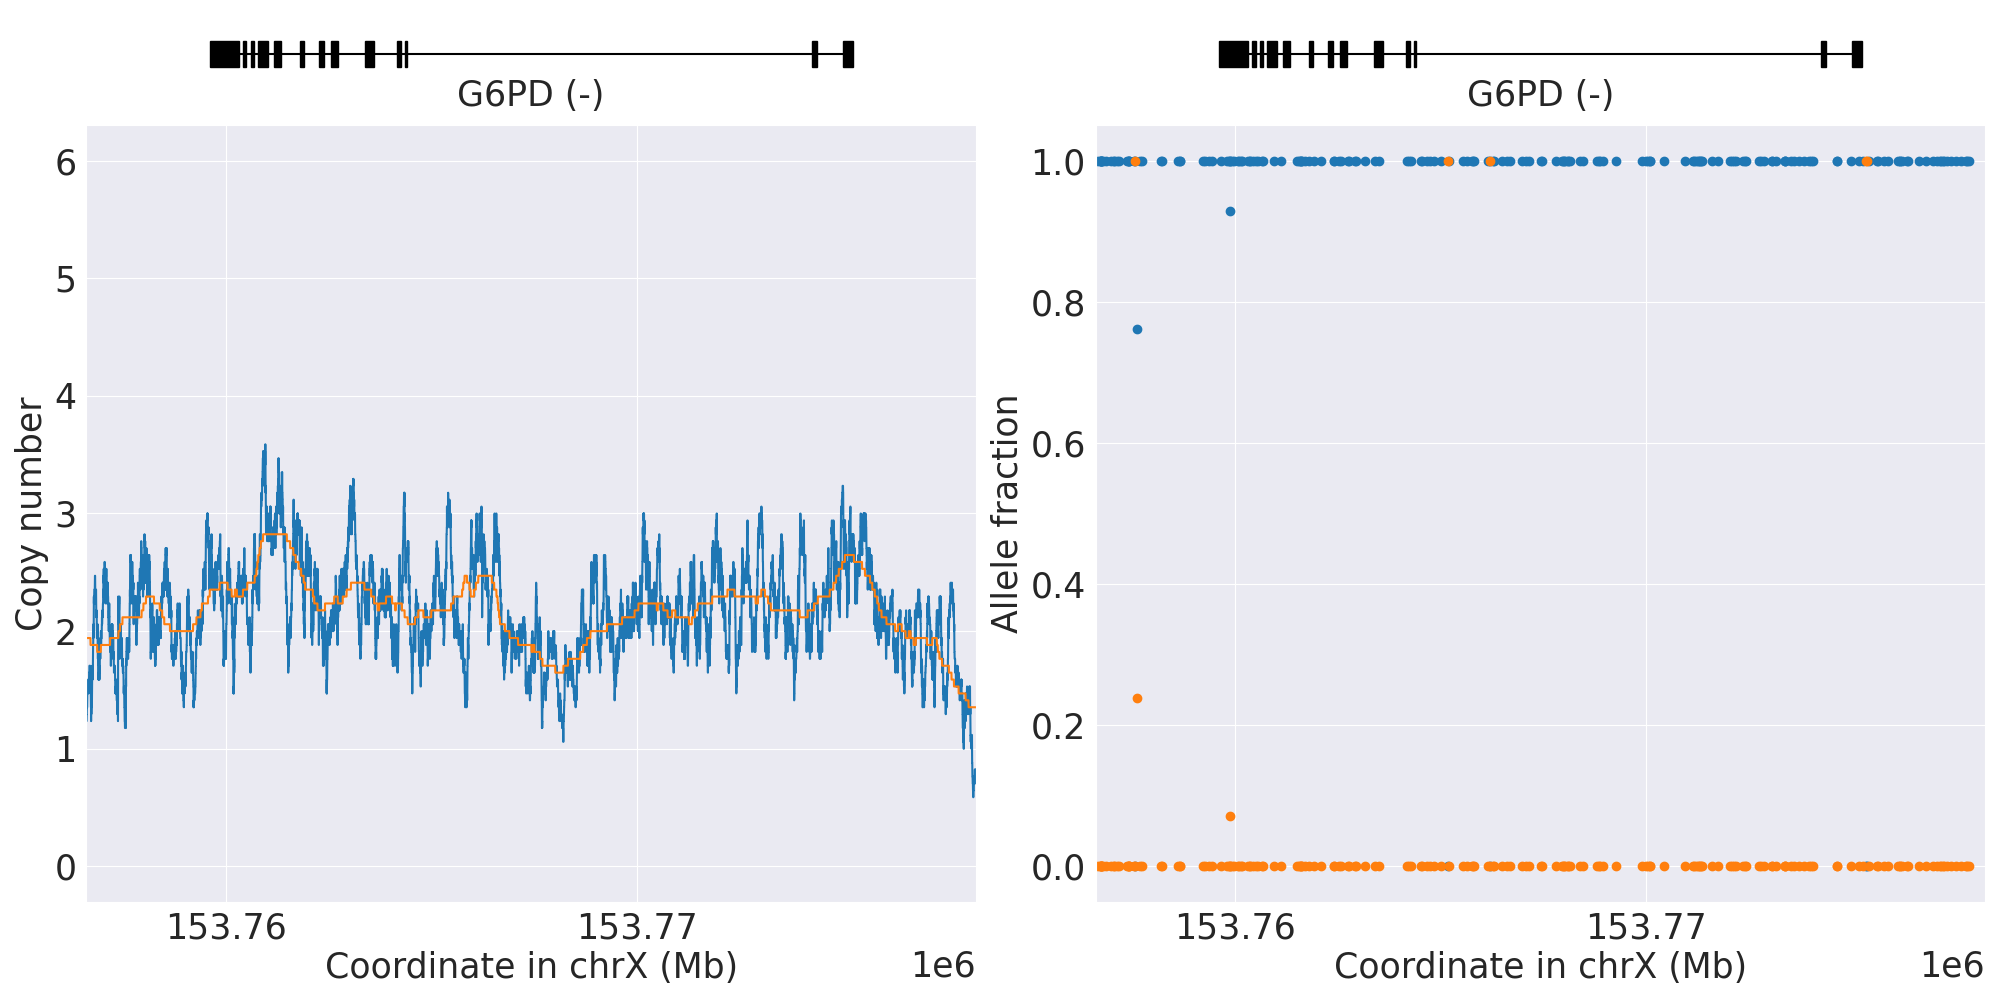 G6PD (-)
6
5
4
3
2
1
0
Copy number
153.76
153.77
Coordinate in chrX (Mb)
1e6
G6PD (-)
1.0
0.8
0.6
0.4
0.2
0.0
Allele fraction
153.76
153.77
Coordinate in chrX (Mb)
1e6